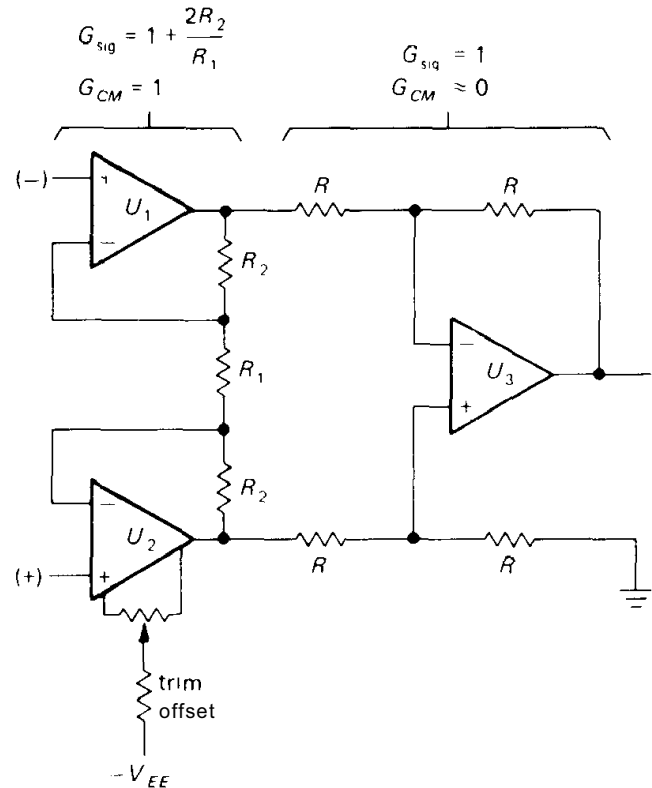 G_sig = 1 + 2R_2/R_1
G_CM = 1
G_sig = 1
G_CM ≈ 0
(−)
+
U_1
−
R_2
R_1
R_2
−
U_2
+
(+)
R
R
−
U_3
+
R
R
trim
offset
−V_EE